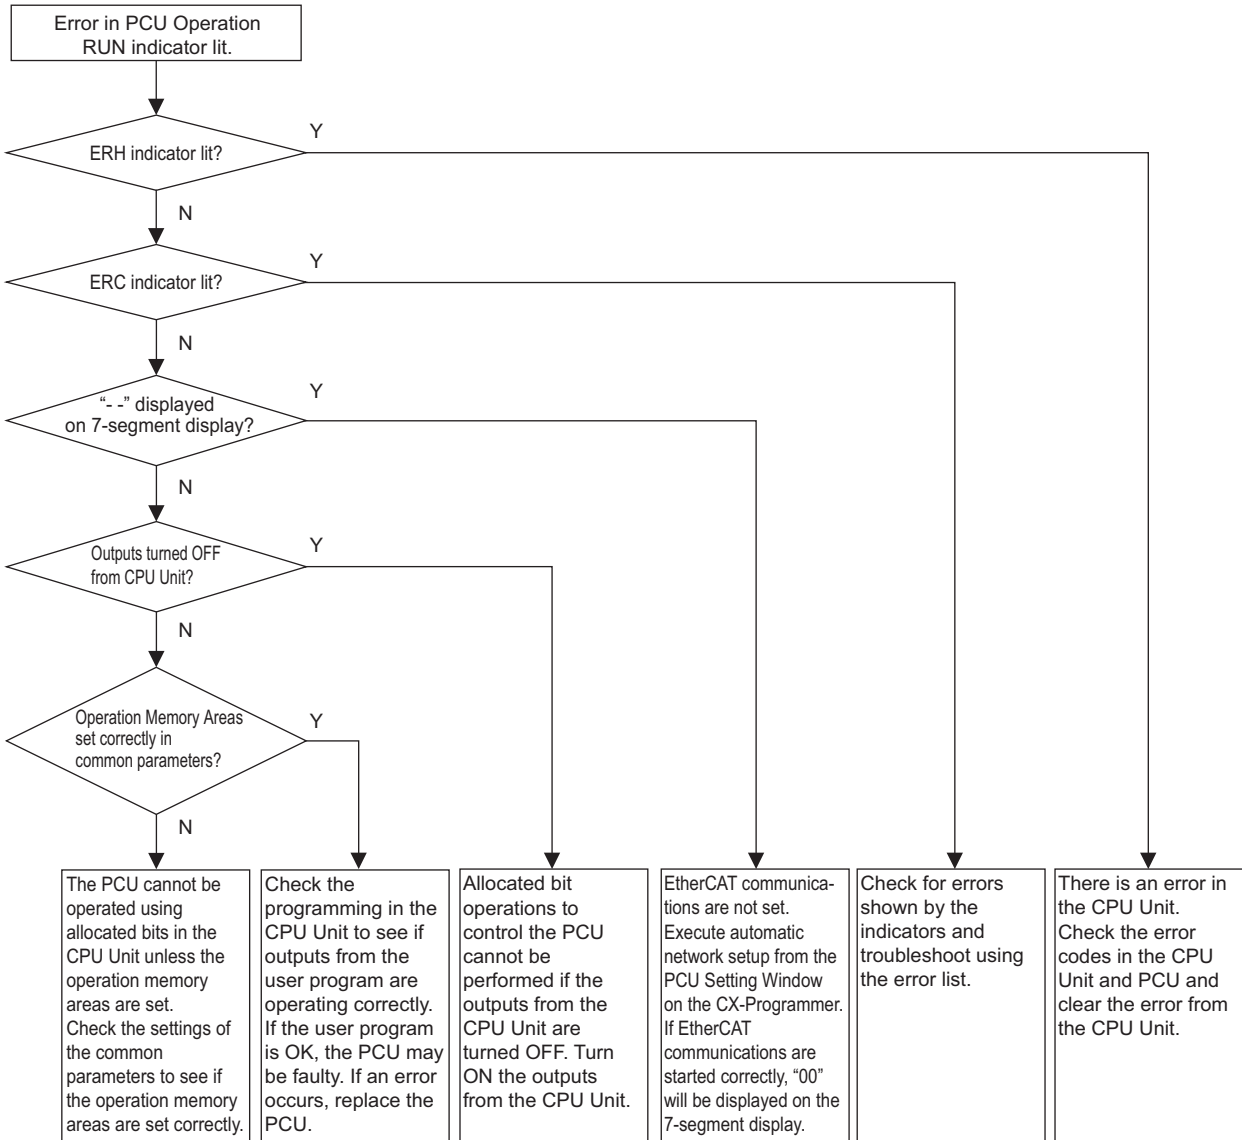 Error in PCU Operation
RUN indicator lit.
ERH indicator lit?
Y
N
ERC indicator lit?
Y
N
“- -” displayed
on 7-segment display?
Y
N
Outputs turned OFF
from CPU Unit?
Y
N
Operation Memory Areas
set correctly in
common parameters?
Y
N
The PCU cannot be
operated using
allocated bits in the
CPU Unit unless the
operation memory
areas are set.
Check the settings of
the common
parameters to see if
the operation memory
areas are set correctly.
Check the
programming in the
CPU Unit to see if
outputs from the
user program are
operating correctly.
If the user program
is OK, the PCU may
be faulty. If an error
occurs, replace the
PCU.
Allocated bit
operations to
control the PCU
cannot be
performed if the
outputs from the
CPU Unit are
turned OFF. Turn
ON the outputs
from the CPU Unit.
EtherCAT communica-
tions are not set.
Execute automatic
network setup from the
PCU Setting Window
on the CX-Programmer.
If EtherCAT
communications are
started correctly, “00”
will be displayed on the
7-segment display.
Check for errors
shown by the
indicators and
troubleshoot using
the error list.
There is an error in
the CPU Unit.
Check the error
codes in the CPU
Unit and PCU and
clear the error from
the CPU Unit.